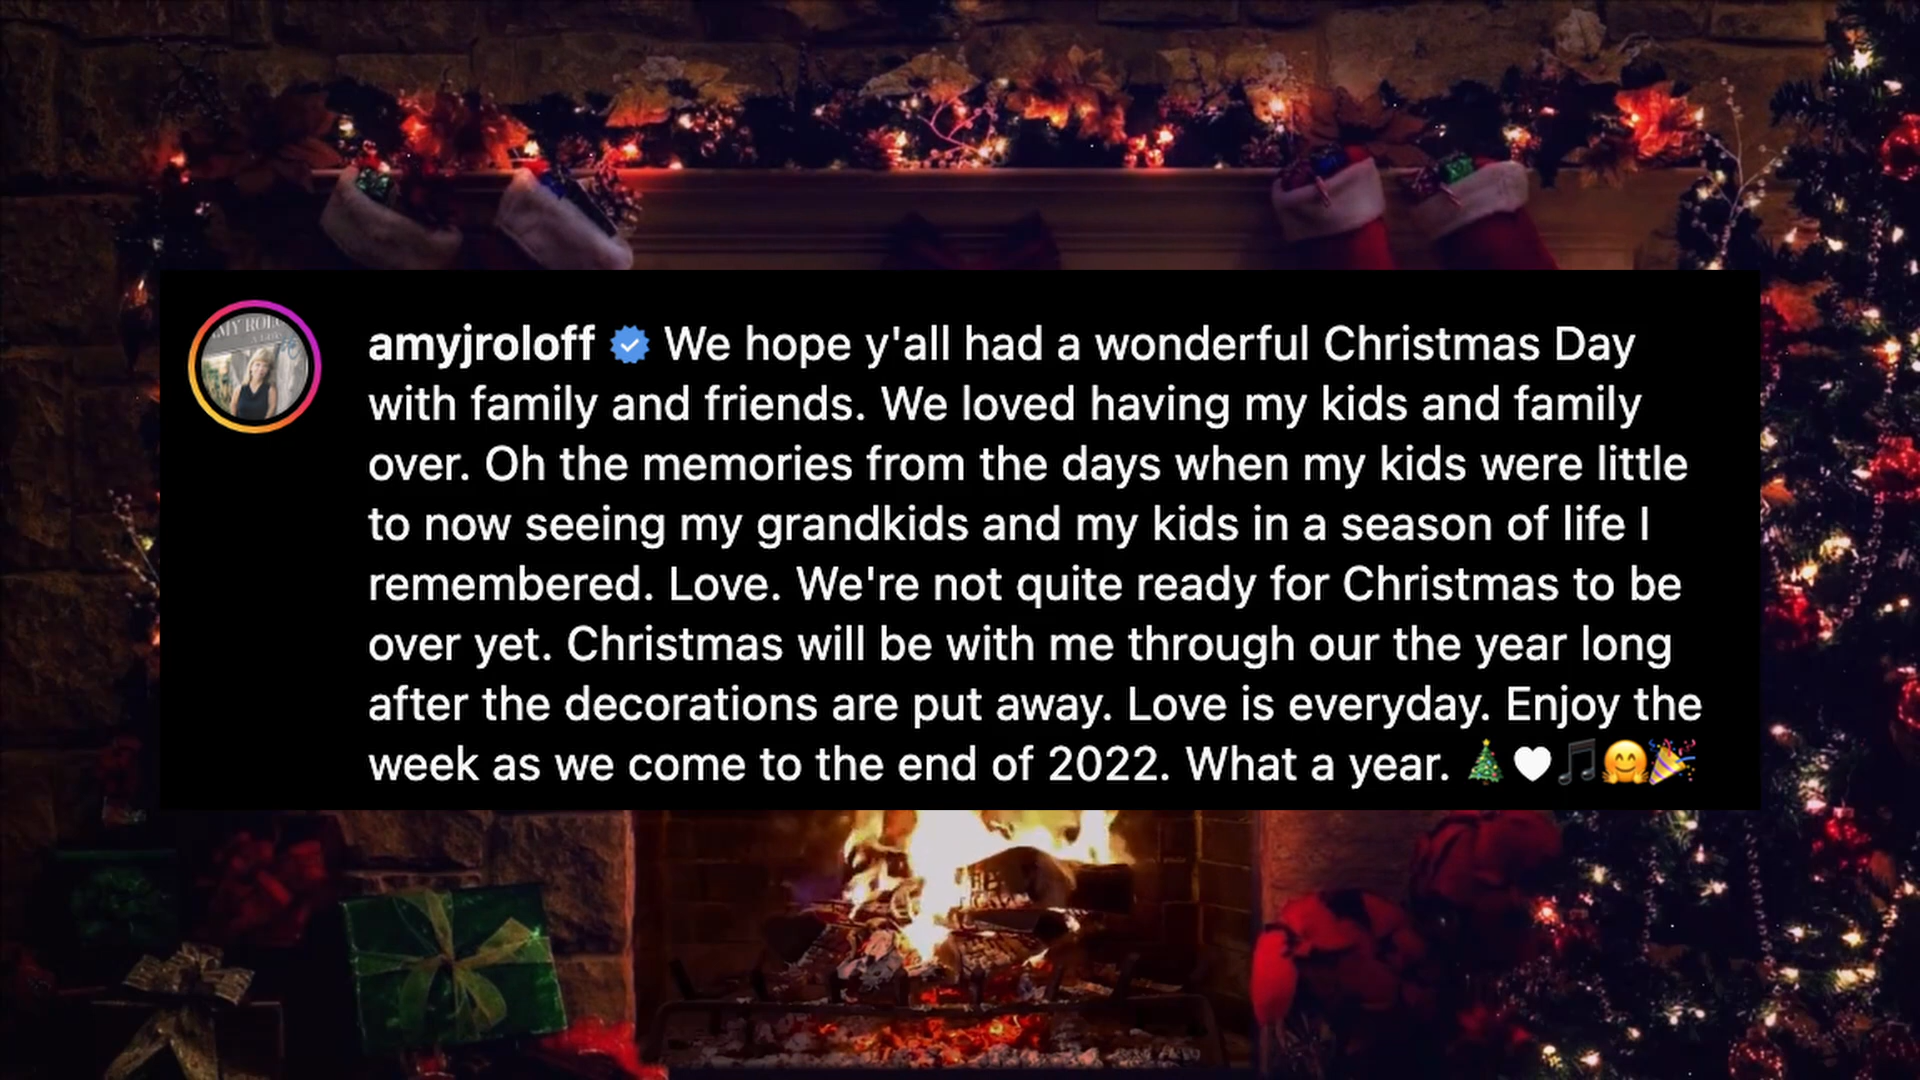 amyjroloff We hope y'all had a wonderful Christmas Day
with family and friends. We loved having my kids and family
over. Oh the memories from the days when my kids were little
to now seeing my grandkids and my kids in a season of life I
remembered. Love. We're not quite ready for Christmas to be
over yet. Christmas will be with me through our the year long
after the decorations are put away. Love is everyday. Enjoy the
week as we come to the end of 2022. What a year. 🎄🤍🎵🤗🎉